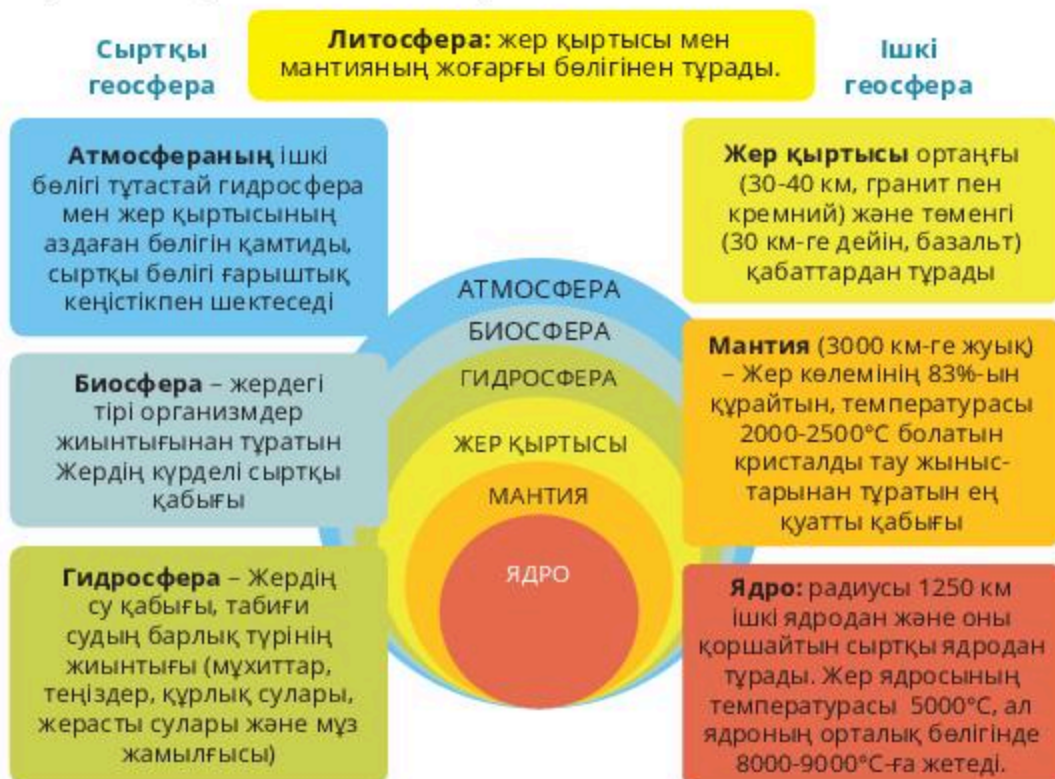 Сыртқы
геосфера
Литосфера: жер қыртысы мен
мантияның жоғарғы бөлігінен тұрады.
Ішкі
геосфера
Атмосфераның ішкі
бөлігі тұтастай гидросфера
мен жер қыртысының
аздаған бөлігін қамтиды,
сыртқы бөлігі ғарыштық
кеңістікпен шектеседі
Биосфера – жердегі
тірі организмдер
жиынтығынан тұратын
Жердің күрделі сыртқы
қабығы
Гидросфера – Жердің
су қабығы, табиғи
судың барлық түрінің
жиынтығы (мұхиттар,
теңіздер, құрлық сулары,
жерасты сулары және мұз
жамылғысы)
АТМОСФЕРА
БИОСФЕРА
ГИДРОСФЕРА
ЖЕР ҚЫРТЫСЫ
МАНТИЯ
ЯДРО
Жер қыртысы ортаңғы
(30-40 км, гранит пен
кремний) және төменгі
(30 км-ге дейін, базальт)
қабаттардан тұрады
Мантия (3000 км-ге жуық)
– Жер көлемінің 83%-ын
құрайтын, температурасы
2000-2500°С болатын
кристалды тау жыныс-
тарынан тұратын ең
қуатты қабығы
Ядро: радиусы 1250 км
ішкі ядродан және оны
қоршайтын сыртқы ядродан
тұрады. Жер ядросының
температурасы 5000°С, ал
ядроның орталық бөлігінде
8000-9000°С-ға жетеді.